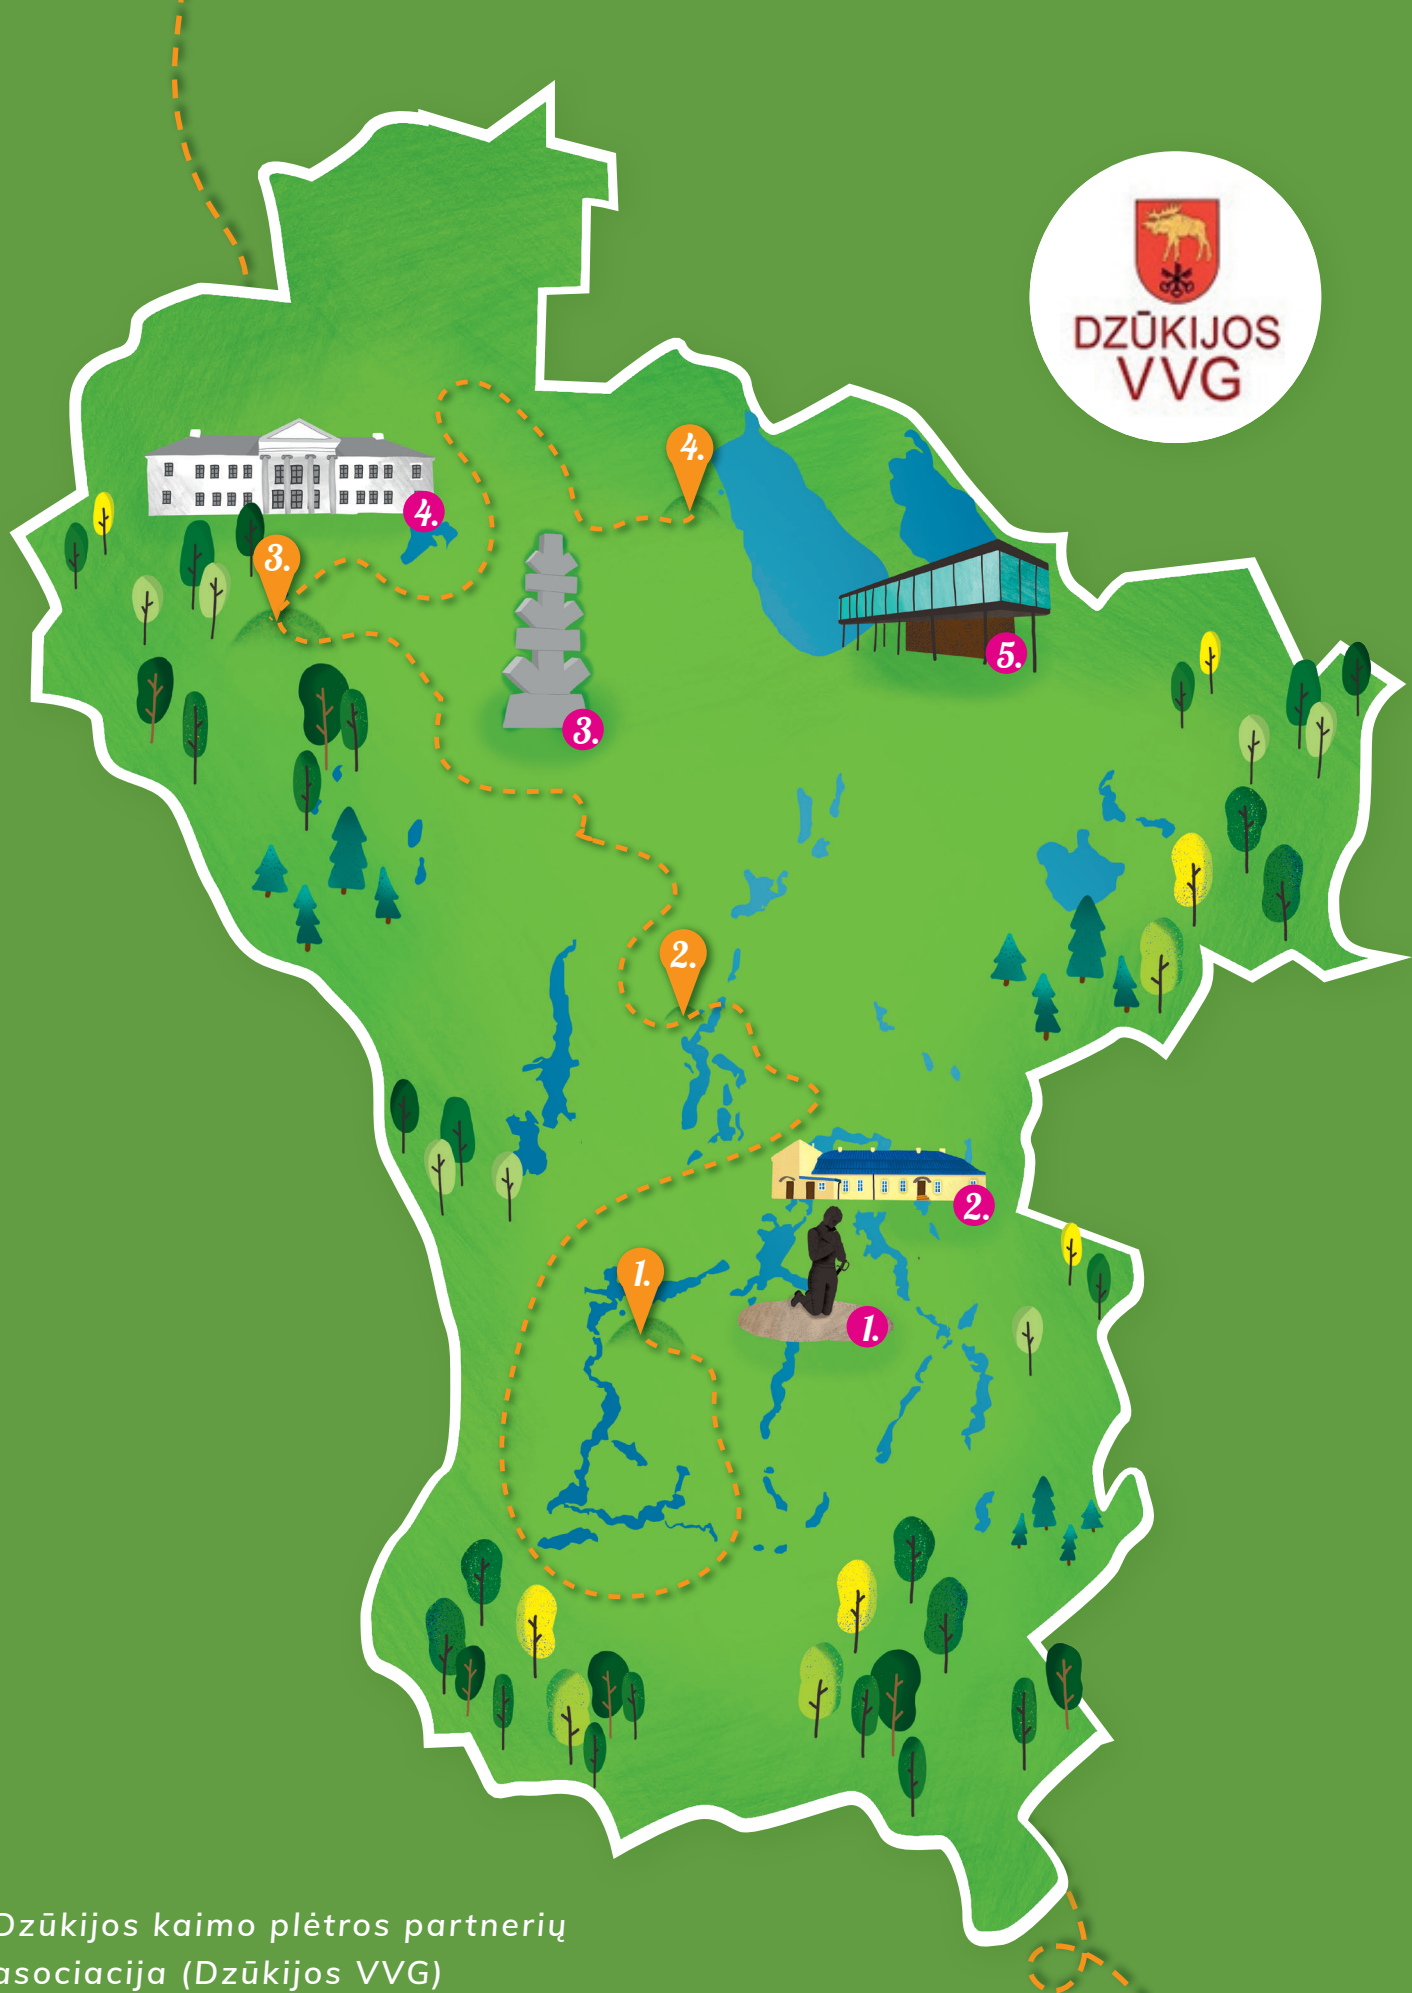 DZŪKIJOS
VVG
4.
4.
3.
3.
5.
2.
2.
1.
1.
Dzūkijos kaimo plėtros partnerių
asociacija (Dzūkijos VVG)